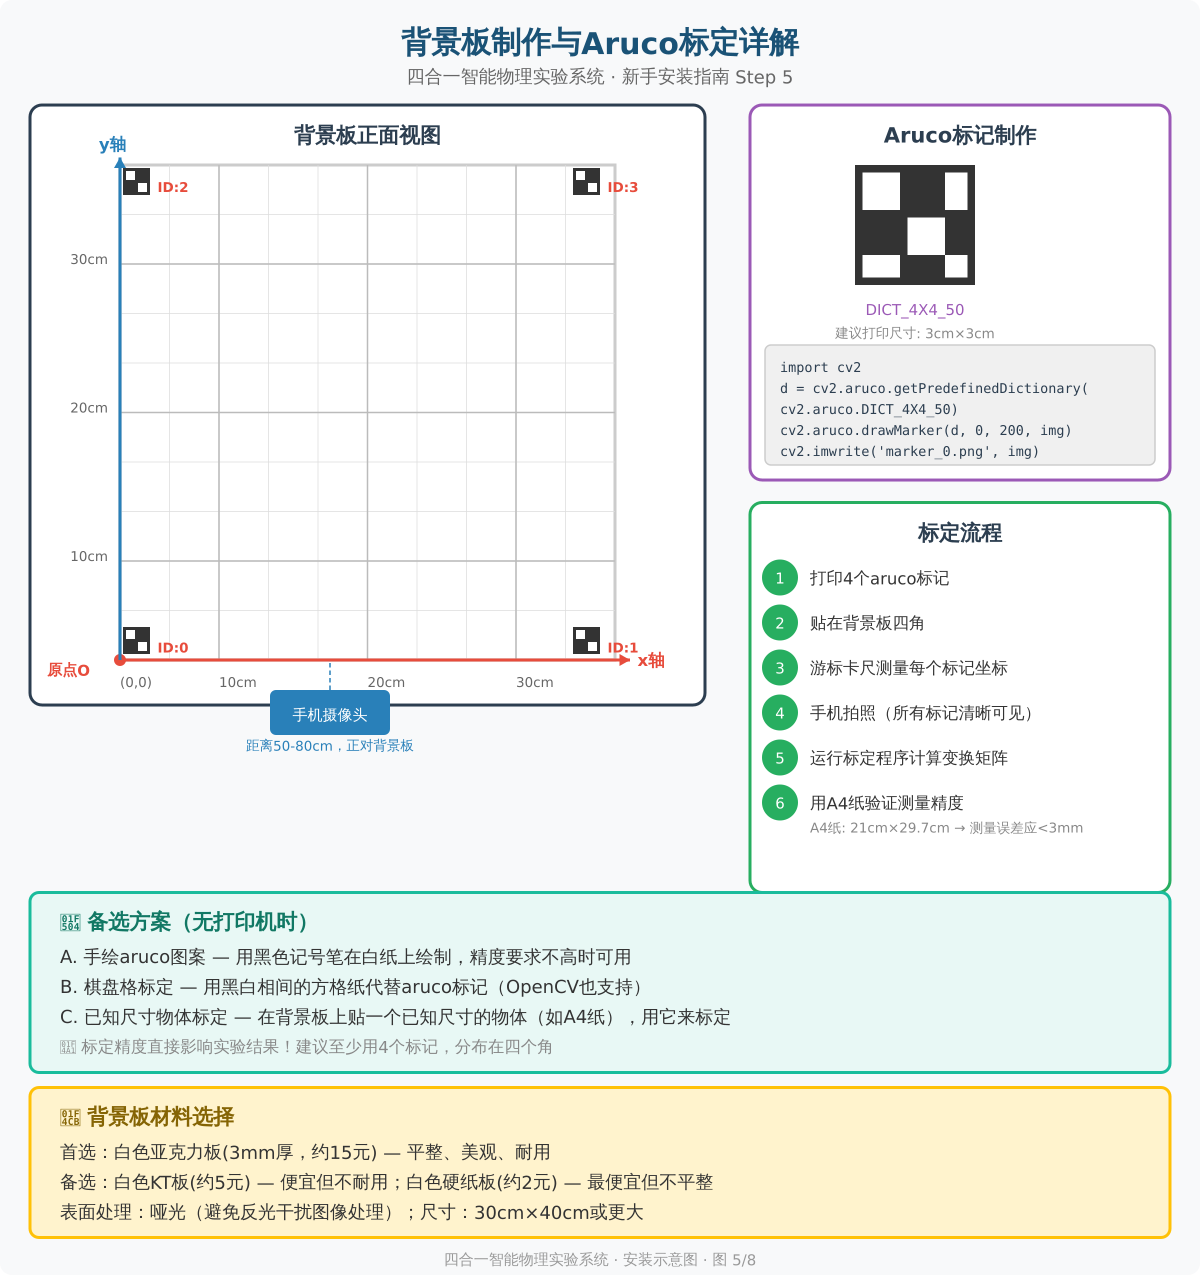 背景板制作与Aruco标定详解
四合一智能物理实验系统 · 新手安装指南 Step 5
背景板正面视图
y轴
ID:2
ID:3
30cm
20cm
10cm
ID:0
ID:1
原点O
x轴
(0,0)
10cm
20cm
30cm
手机摄像头
距离50-80cm，正对背景板
Aruco标记制作
DICT_4X4_50
建议打印尺寸: 3cm×3cm
import cv2
d = cv2.aruco.getPredefinedDictionary(
cv2.aruco.DICT_4X4_50)
cv2.aruco.drawMarker(d, 0, 200, img)
cv2.imwrite('marker_0.png', img)
标定流程
1 打印4个aruco标记
2 贴在背景板四角
3 游标卡尺测量每个标记坐标
4 手机拍照（所有标记清晰可见）
5 运行标定程序计算变换矩阵
6 用A4纸验证测量精度
A4纸: 21cm×29.7cm → 测量误差应<3mm
备选方案（无打印机时）
A. 手绘aruco图案 — 用黑色记号笔在白纸上绘制，精度要求不高时可用
B. 棋盘格标定 — 用黑白相间的方格纸代替aruco标记（OpenCV也支持）
C. 已知尺寸物体标定 — 在背景板上贴一个已知尺寸的物体（如A4纸），用它来标定
标定精度直接影响实验结果！建议至少用4个标记，分布在四个角
背景板材料选择
首选：白色亚克力板(3mm厚，约15元) — 平整、美观、耐用
备选：白色KT板(约5元) — 便宜但不耐用；白色硬纸板(约2元) — 最便宜但不平整
表面处理：哑光（避免反光干扰图像处理）；尺寸：30cm×40cm或更大
四合一智能物理实验系统 · 安装示意图 · 图 5/8